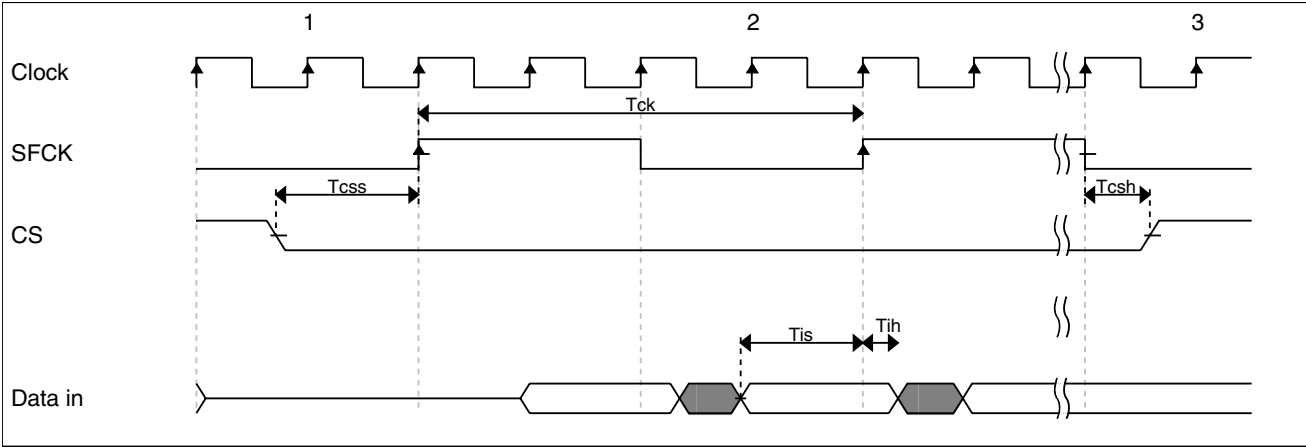 1 2 3
Clock
Tck
SFCK
Tcss Tcsh
CS
Tis Tih
Data in